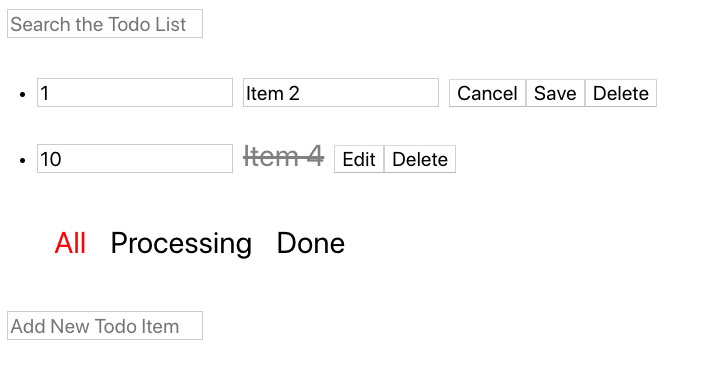 Search the Todo List
1 Item 2 Cancel Save Delete
10 Item 4 Edit Delete
All Processing Done
Add New Todo Item